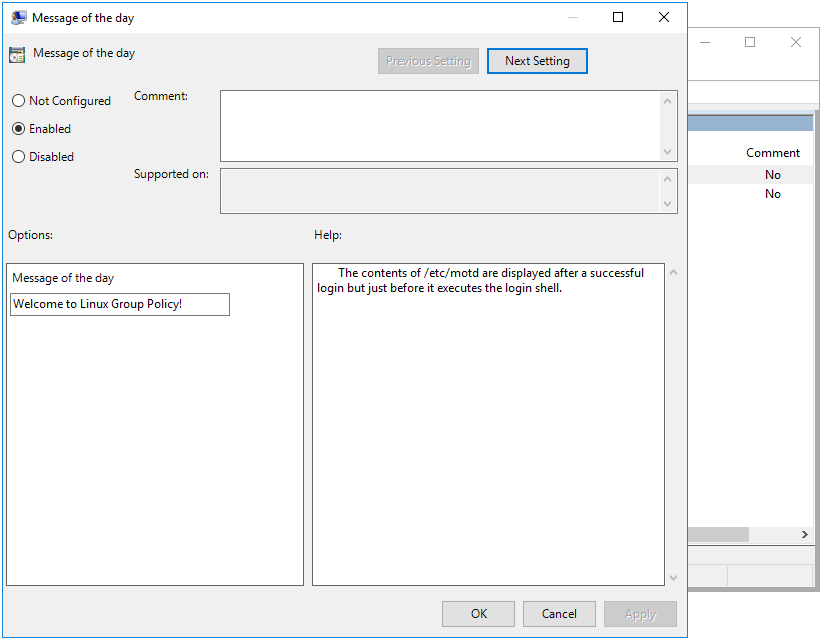 Message of the day
Message of the day
Previous Setting
Next Setting
Not Configured
Enabled
Disabled
Comment:
Supported on:
Options:
Help:
Message of the day
Welcome to Linux Group Policy!
The contents of /etc/motd are displayed after a successful
login but just before it executes the login shell.
OK
Cancel
Apply
Comment
No
No